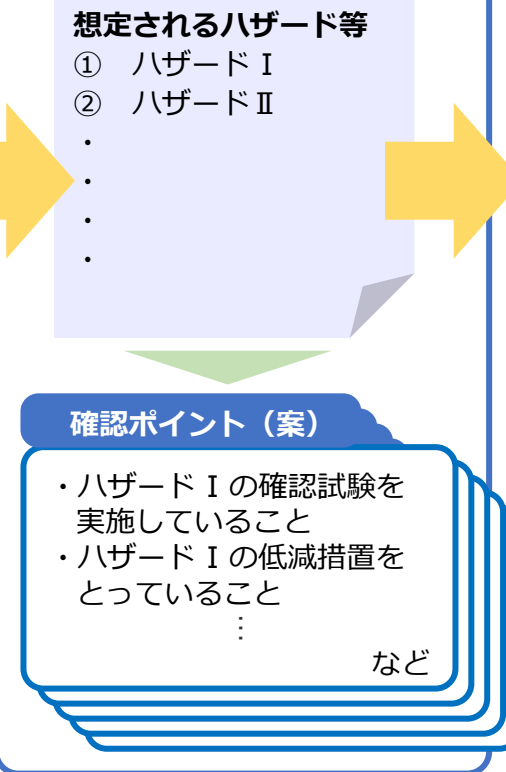 想定されるハザード等
① ハザードⅠ
② ハザードⅡ
・
・
・
・
確認ポイント（案）
・ハザードⅠの確認試験を
実施していること
・ハザードⅠの低減措置を
とっていること
⋮
など